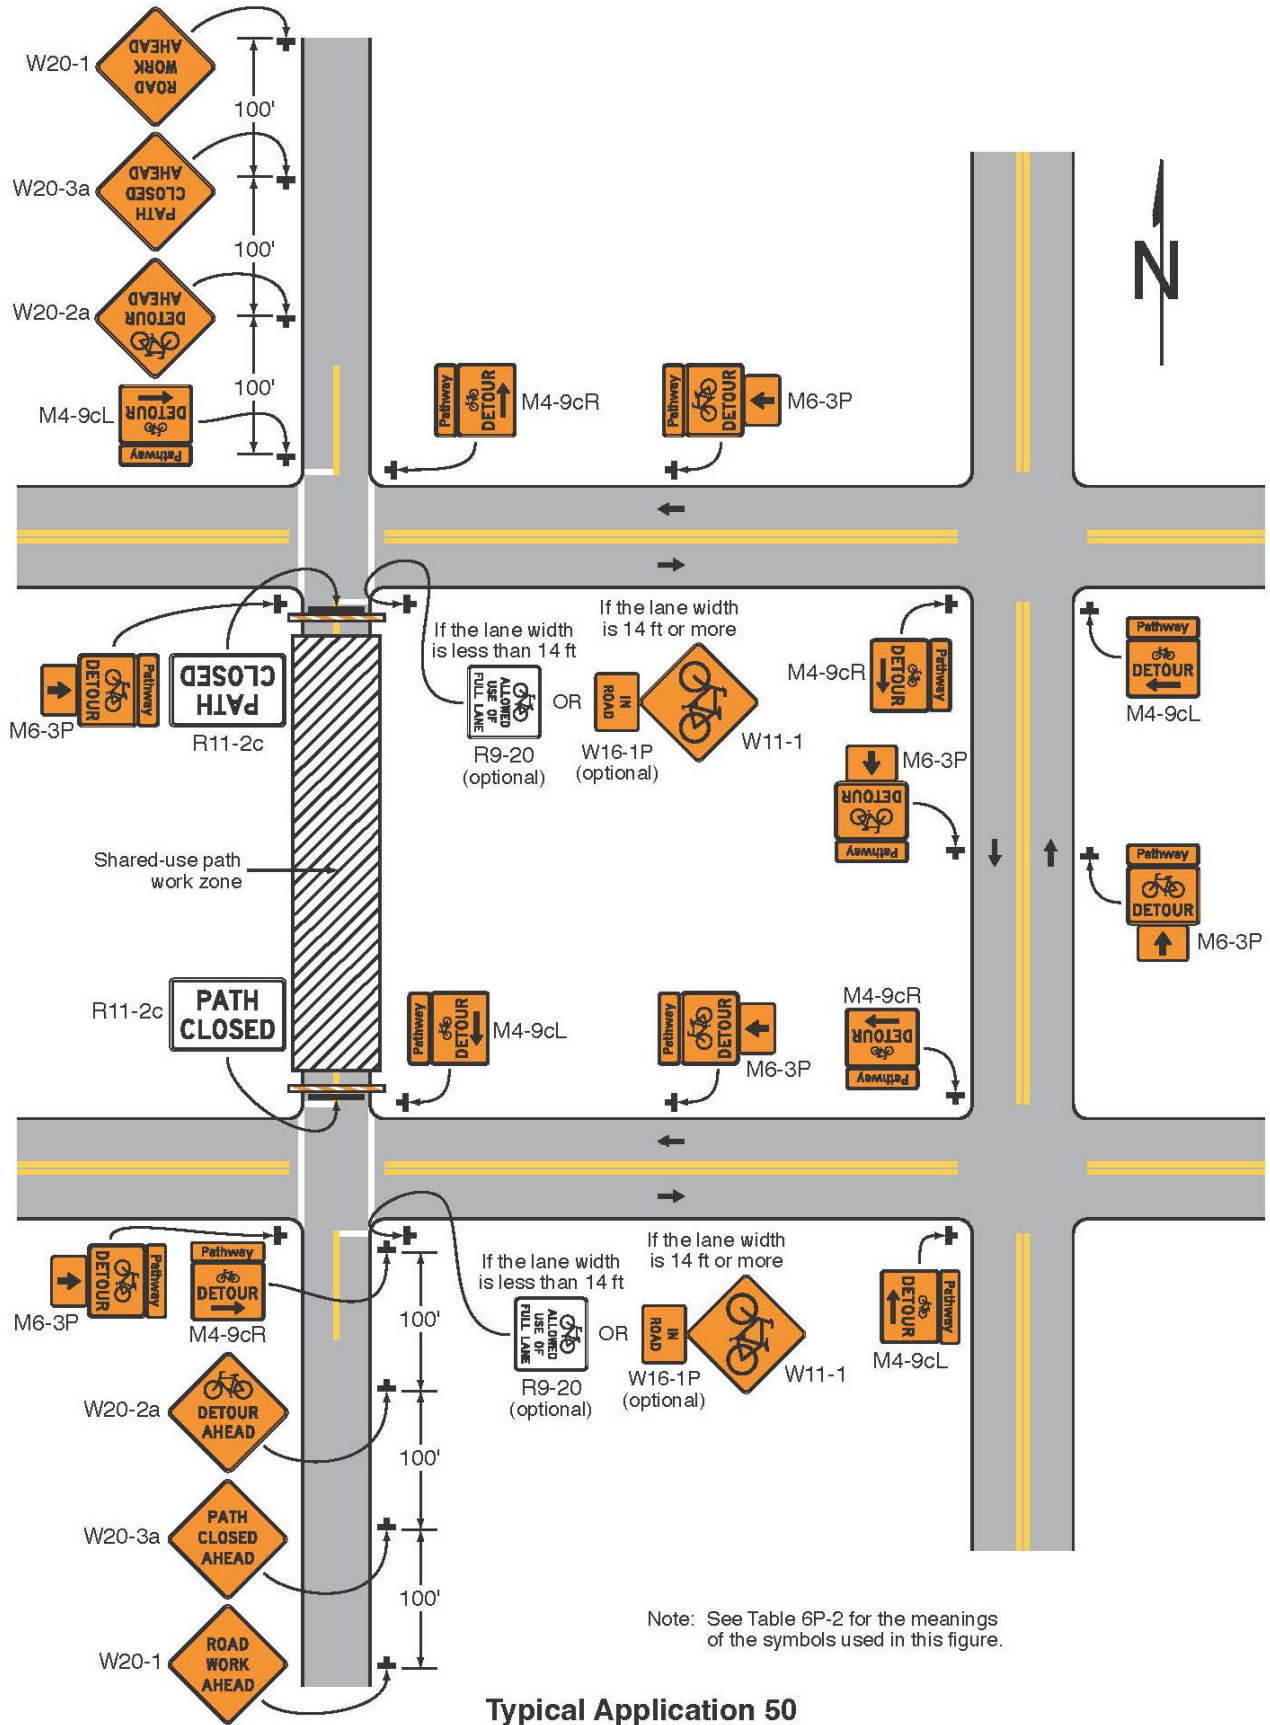 W20-1
ROAD
WORK
AHEAD
100'
W20-3a
PATH
CLOSED
AHEAD
100'
W20-2a
DETOUR
AHEAD
100'
M4-9cL
DETOUR
Pathway
Pathway
DETOUR
M4-9cR
Pathway
DETOUR
M6-3P
N
DETOUR
Pathway
M6-3P
PATH
CLOSED
R11-2c
If the lane width
is less than 14 ft
ALLOWED
USE OF
FULL LANE
R9-20
(optional)
OR
If the lane width
is 14 ft or more
IN
ROAD
W16-1P
(optional)
W11-1
M4-9cR
DETOUR
Pathway
Pathway
DETOUR
M4-9cL
M6-3P
DETOUR
Pathway
Pathway
DETOUR
M6-3P
Shared-use path
work zone
R11-2c
PATH
CLOSED
Pathway
DETOUR
M4-9cL
Pathway
DETOUR
M6-3P
M4-9cR
DETOUR
Pathway
DETOUR
Pathway
M6-3P
Pathway
DETOUR
M4-9cR
100'
If the lane width
is less than 14 ft
ALLOWED
USE OF
FULL LANE
R9-20
(optional)
OR
If the lane width
is 14 ft or more
IN
ROAD
W16-1P
(optional)
W11-1
DETOUR
Pathway
M4-9cL
W20-2a
DETOUR
AHEAD
100'
W20-3a
PATH
CLOSED
AHEAD
100'
W20-1
ROAD
WORK
AHEAD
Note: See Table 6P-2 for the meanings
of the symbols used in this figure.
Typical Application 50